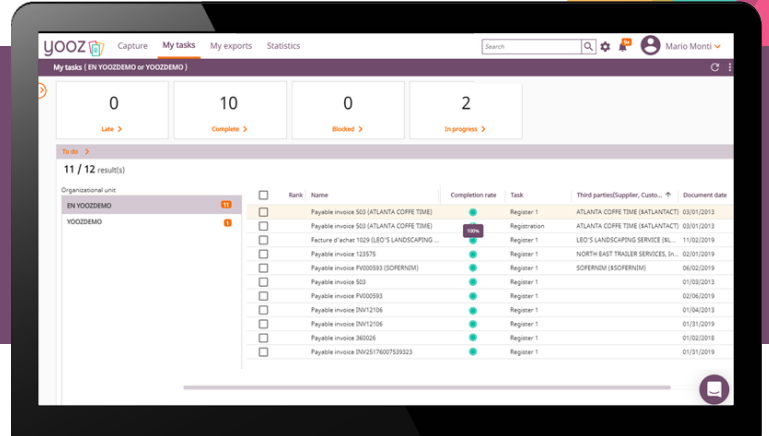 yooz Capture My tasks My exports Statistics Search 9+ Mario Monti
My tasks ( EN YOOZDEMO or YOOZDEMO )
0 10 0 2
Late Complete Blocked In progress
To do
11 / 12 result(s)
Organizational unit
EN YOOZDEMO 11
YOOZDEMO 1
Rank Name Completion rate Task Third parties(Supplier, Custo... Document date
Payable invoice 503 (ATLANTA COFFE TIME) Register 1 ATLANTA COFFE TIME (#ATLANTACT) 03/01/2013
Payable invoice 503 (ATLANTA COFFE TIME) Registration ATLANTA COFFE TIME (#ATLANTACT) 03/01/2013
100%
Facture d'achat 1029 (LEO'S LANDSCAPING ... Register 1 LEO'S LANDSCAPING SERVICE (#L... 11/02/2019
Payable invoice 123575 Register 1 NORTH EAST TRAILER SERVICES, In... 02/01/2019
Payable invoice FV000593 (SOFERNIM) Register 1 SOFERNIM (#SOFERNIM) 06/02/2019
Payable invoice 503 Register 1 01/03/2013
Payable invoice FV000593 Register 1 02/06/2019
Payable invoice INV12106 Register 1 01/04/2013
Payable invoice INV12106 Register 1 01/31/2019
Payable invoice 360026 Register 1 01/02/2018
Payable invoice INV25176007539323 Register 1 01/31/2019